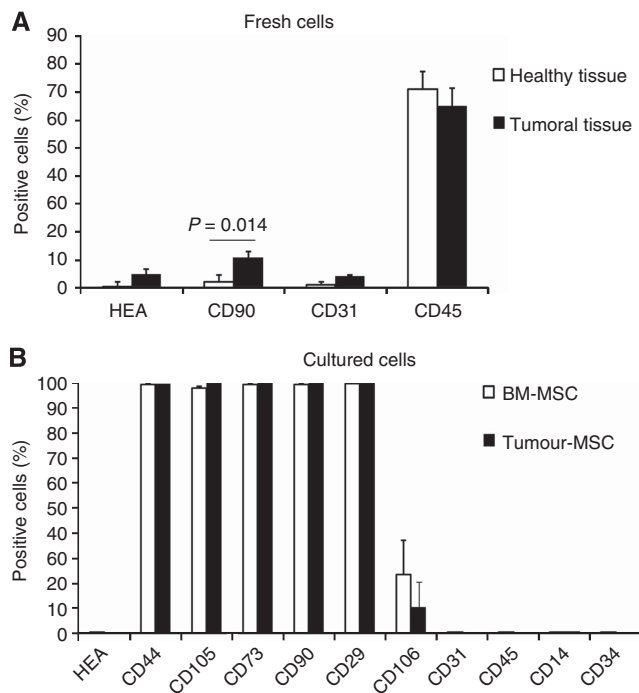 A
Fresh cells
Positive cells (%)
90
80
70
60
50
40
60
20
10
0
P = 0.014
HEA
CD90
CD31
CD45
Healthy tissue
Tumoral tissue
B
Cultured cells
Positive cells (%)
100
90
80
70
60
50
40
60
20
10
0
HEA
CD44
CD105
CD73
CD90
CD29
CD106
CD31
CD45
CD14
CD34
BM-MSC
Tumour-MSC